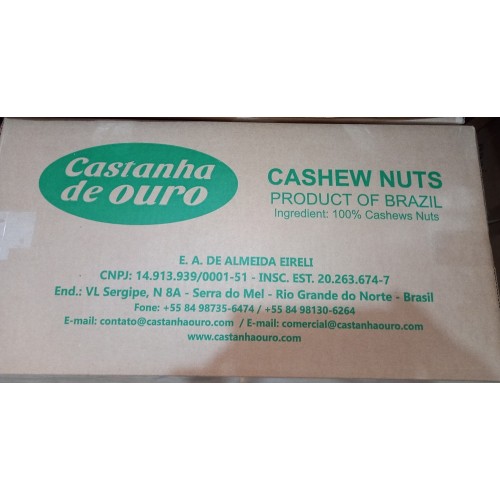 Castanha
de ouro
CASHEW NUTS
PRODUCT OF BRAZIL
Ingredient: 100% Cashews Nuts
E. A. DE ALMEIDA EIRELI
CNPJ: 14.913.939/0001-51 - INSC. EST. 20.263.674-7
End.: VL Sergipe, N 8A - Serra do Mel - Rio Grande do Norte - Brasil
Fone: +55 84 98735-6474 / +55 84 98130-6264
E-mail: contato@castanhaouro.com / E-mail: comercial@castanhaouro.com
www.castanhaouro.com